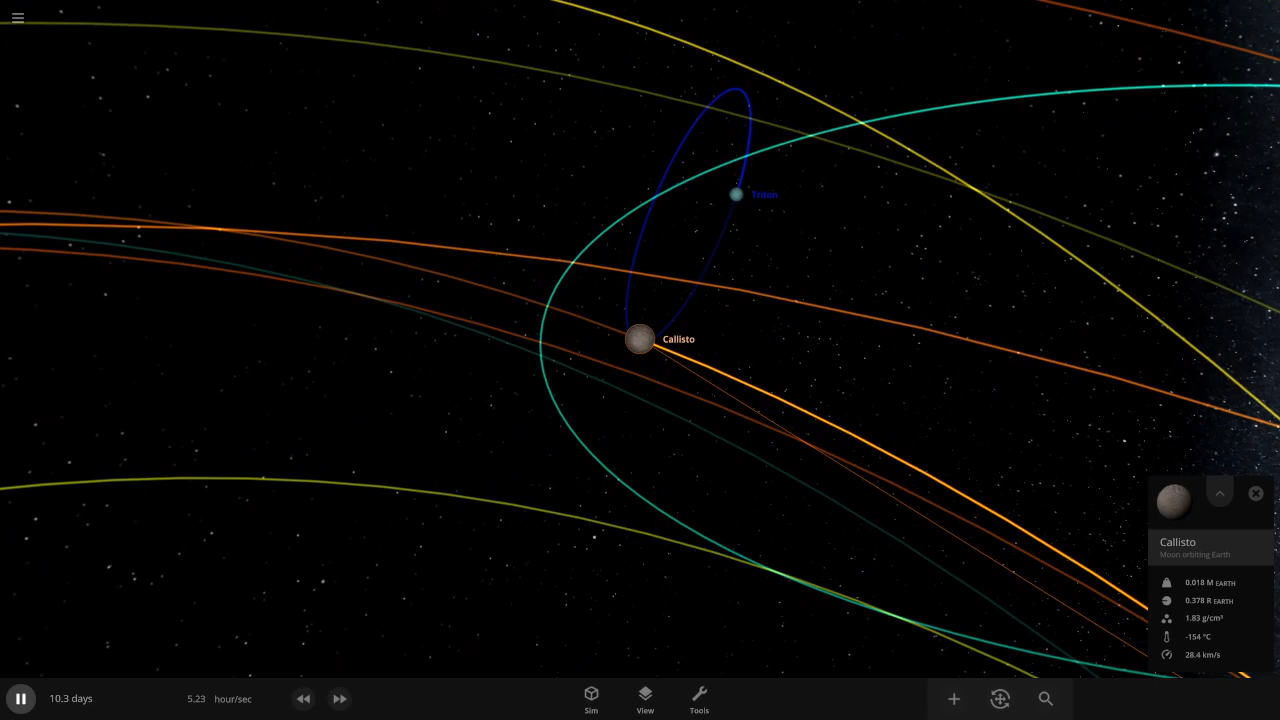 Triton
Callisto
Callisto
Moon orbiting Earth
0.018 M EARTH
0.378 R EARTH
1.83 g/cm³
-154 °C
28.4 km/s
10.3 days
5.23 hour/sec
Sim
View
Tools